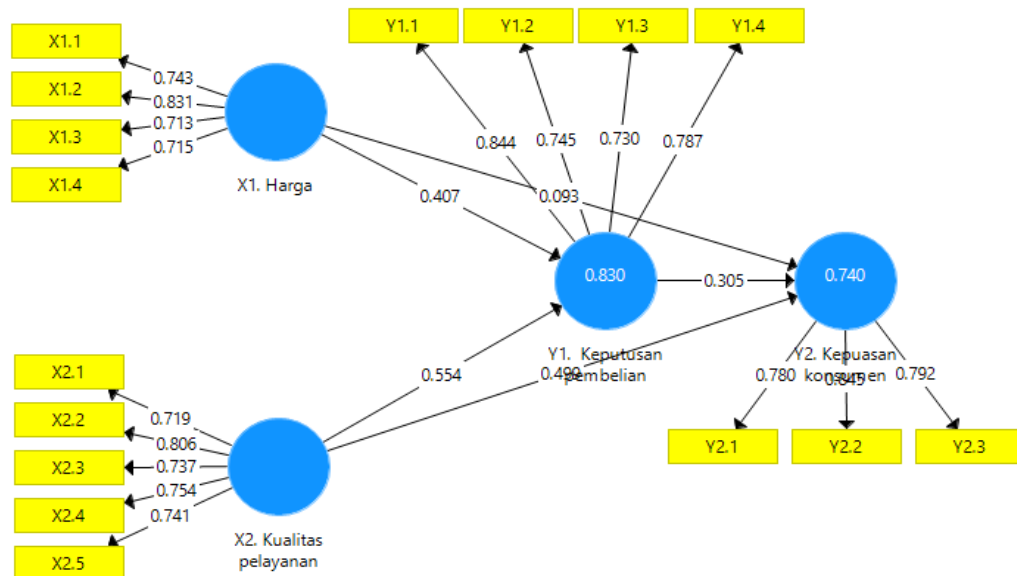 Y1.1
Y1.2
Y1.3
Y1.4
X1.1
X1.2
X1.3
X1.4
0.743
0.831
0.713
0.715
X1. Harga
0.844
0.745
0.730
0.787
0.407
0.093
0.830
0.305
0.740
Y1. Keputusan
pembelian
Y2. Kepuasan
konsumen
0.554
0.499
0.780
0.845
0.792
Y2.1
Y2.2
Y2.3
X2.1
X2.2
X2.3
X2.4
X2.5
0.719
0.806
0.737
0.754
0.741
X2. Kualitas
pelayanan